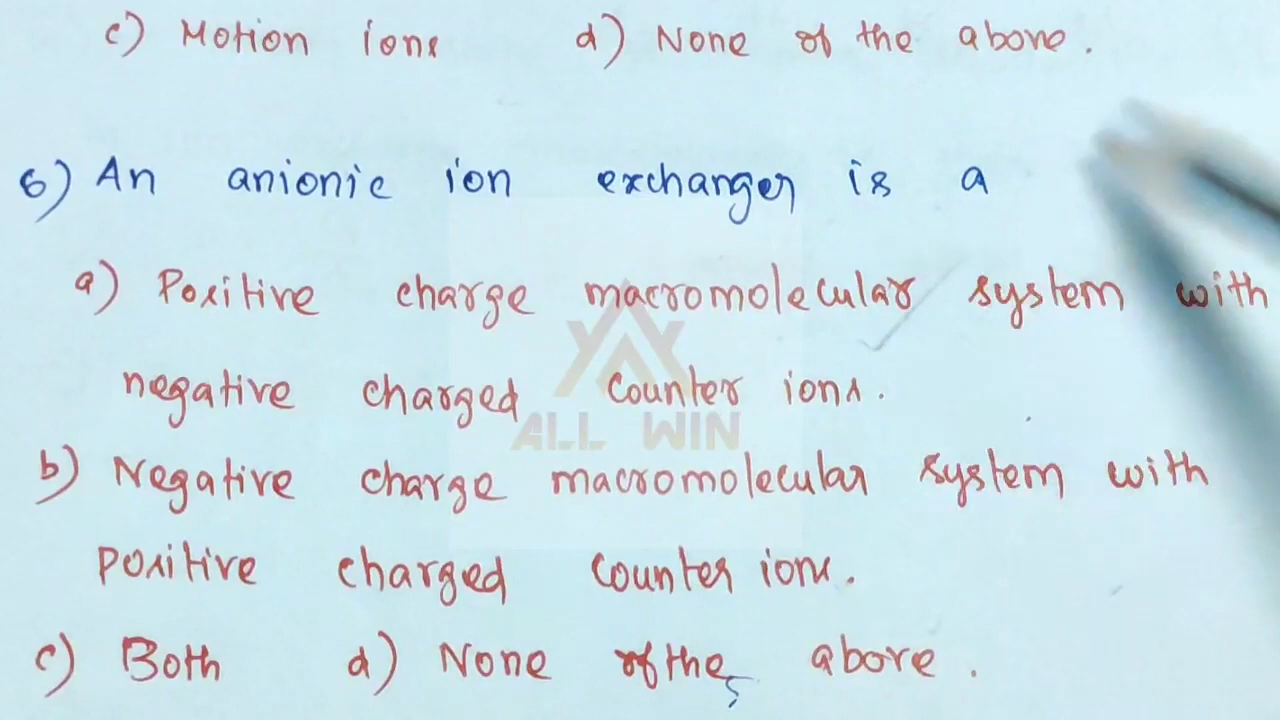 c) Motion ions d) None of the above.
6) An anionic ion exchanger is a
a) Positive charge macromolecular system with
negative charged counter ions.
ALL WIN
b) Negative charge macromolecular system with
positive charged counter ions.
c) Both d) None of the above.